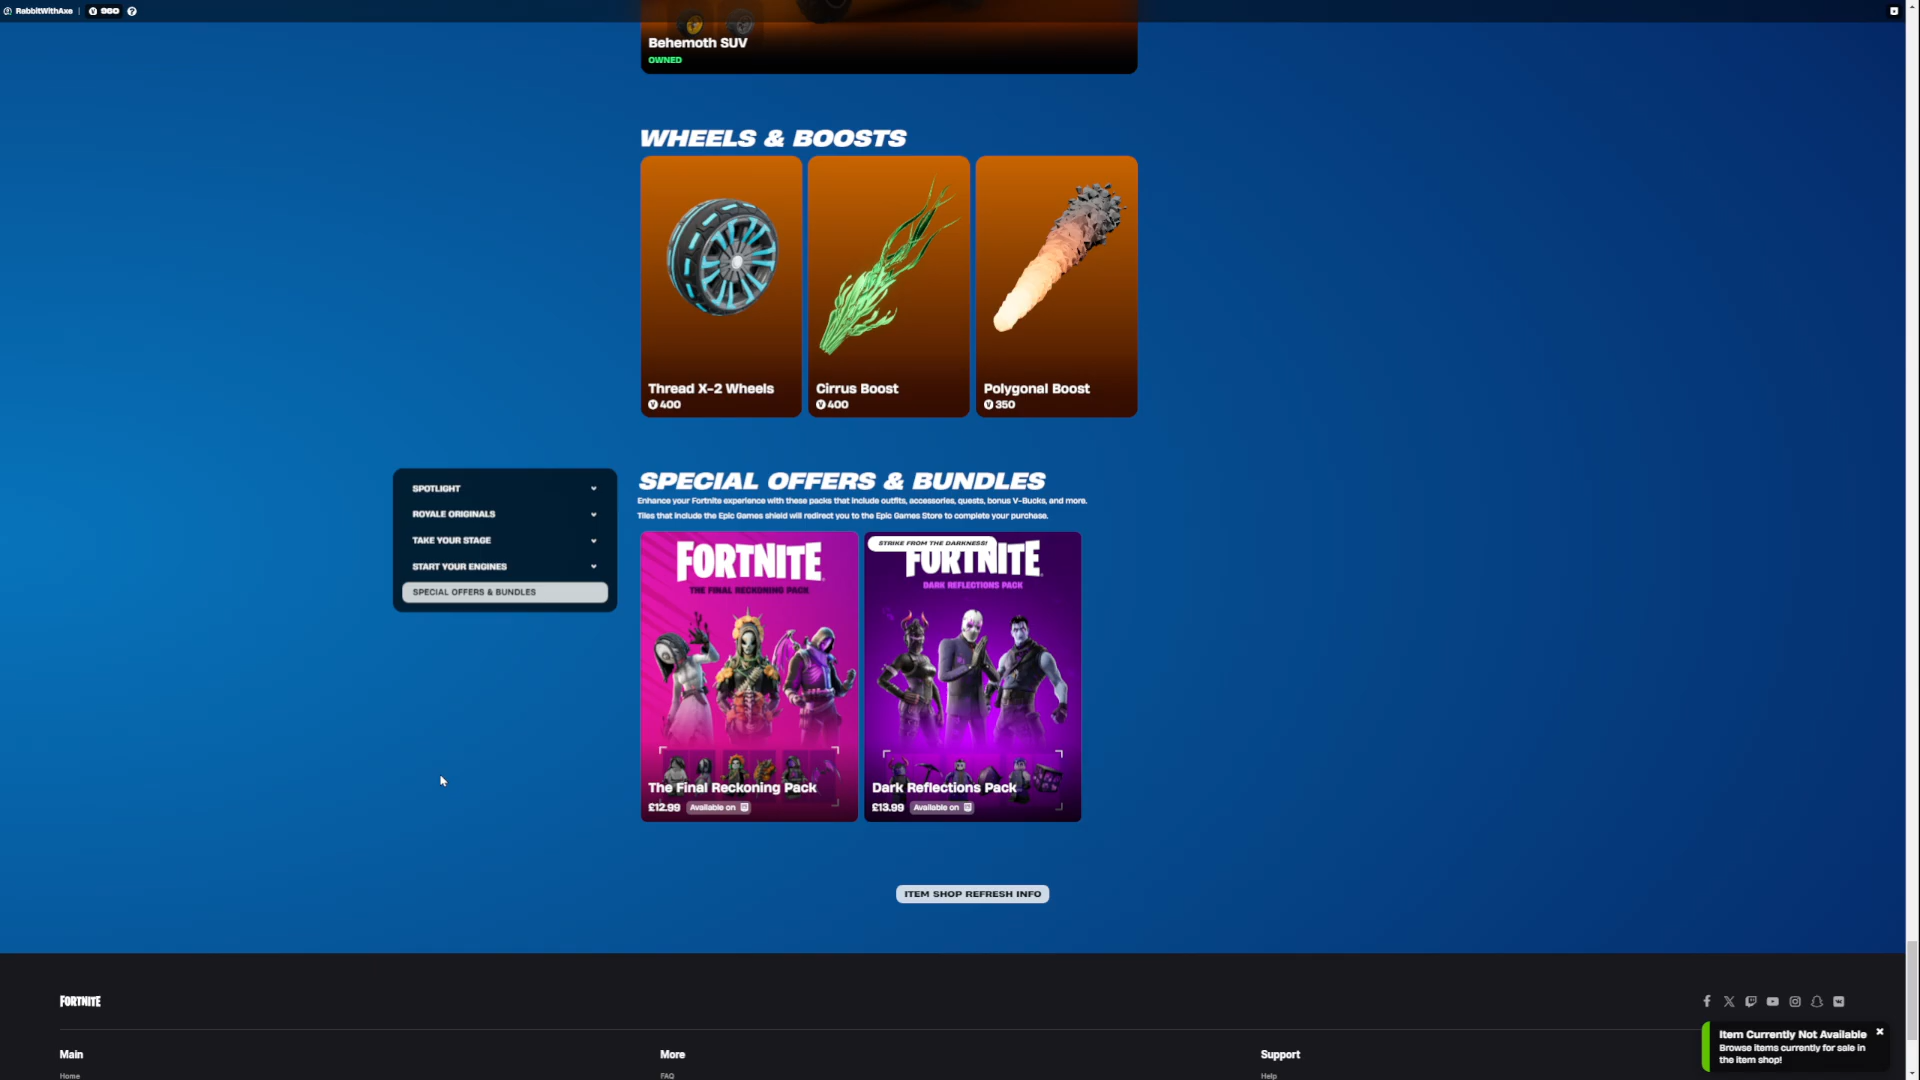 RabbitWithAxe
960
?
Behemoth SUV
OWNED
WHEELS & BOOSTS
Thread X-2 Wheels
400
Cirrus Boost
400
Polygonal Boost
350
SPOTLIGHT
ROYALE ORIGINALS
TAKE YOUR STAGE
START YOUR ENGINES
SPECIAL OFFERS & BUNDLES
SPECIAL OFFERS & BUNDLES
Enhance your Fortnite experience with these packs that include outfits, accessories, quests, bonus V-Bucks, and more.
Tiles that include the Epic Games shield will redirect you to the Epic Games Store to complete your purchase.
FORTNITE
THE FINAL RECKONING PACK
The Final Reckoning Pack
£12.99 Available on
STRIKE FROM THE DARKNESS!
FORTNITE
DARK REFLECTIONS PACK
Dark Reflections Pack
£13.99 Available on
ITEM SHOP REFRESH INFO
FORTNITE
Main
Home
More
FAQ
Support
Help
Item Currently Not Available
Browse items currently for sale in
the item shop!